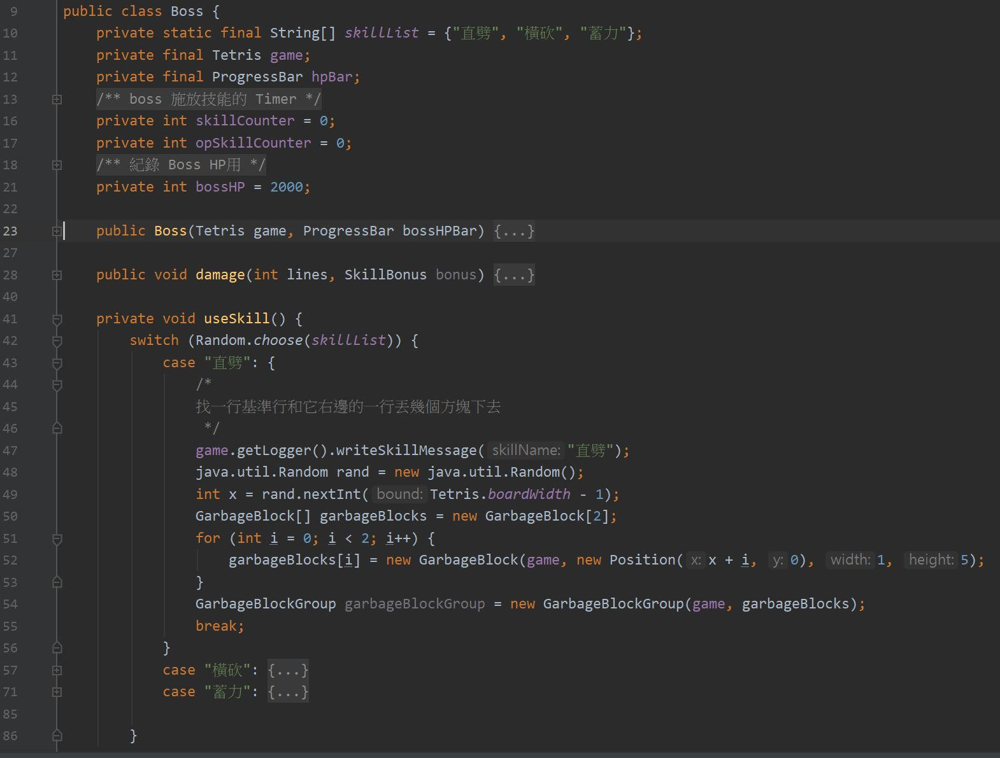 9 public class Boss {
10 private static final String[] skillList = {"直劈", "橫砍", "蓄力"};
11 private final Tetris game;
12 private final ProgressBar hpBar;
13 /** boss 施放技能的 Timer */
16 private int skillCounter = 0;
17 private int opSkillCounter = 0;
18 /** 紀錄 Boss HP用 */
21 private int bossHP = 2000;
22
23 public Boss(Tetris game, ProgressBar bossHPBar) {...}
27
28 public void damage(int lines, SkillBonus bonus) {...}
40
41 private void useSkill() {
42 switch (Random.choose(skillList)) {
43 case "直劈": {
44 /*
45 找一行基準行和它右邊的一行丟幾個方塊下去
46 */
47 game.getLogger().writeSkillMessage( skillName: "直劈");
48 java.util.Random rand = new java.util.Random();
49 int x = rand.nextInt( bound: Tetris.boardWidth - 1);
50 GarbageBlock[] garbageBlocks = new GarbageBlock[2];
51 for (int i = 0; i < 2; i++) {
52 garbageBlocks[i] = new GarbageBlock(game, new Position( x: x + i, y: 0), width: 1, height: 5);
53 }
54 GarbageBlockGroup garbageBlockGroup = new GarbageBlockGroup(game, garbageBlocks);
55 break;
56 }
57 case "橫砍": {...}
71 case "蓄力": {...}
85
86 }